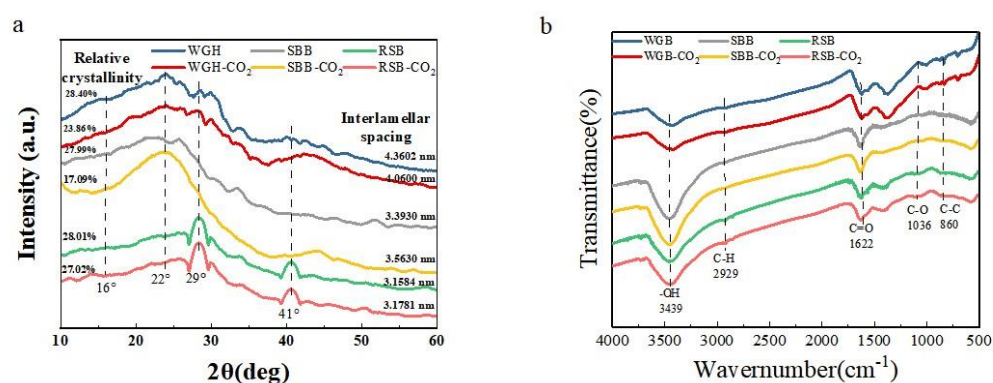 a
WGH SBB RSB
WGH-CO₂ SBB-CO₂ RSB-CO₂
Relative
crystallinity
28.40%
23.86%
27.99%
17.09%
28.01%
27.02%
Interlamellar
spacing
4.3602 nm
4.0600 nm
3.3930 nm
3.5630 nm
3.1584 nm
3.1781 nm
16°
22°
29°
41°
Intensity (a.u.)
10 20 30 40 50 60
2θ(deg)
b
WGB SBB RSB
WGB-CO₂ SBB-CO₂ RSB-CO₂
-OH
3439
C-H
2929
C=O
1622
C-O
1036
C-C
860
Transmittance(%)
4000 3500 3000 2500 2000 1500 1000 500
Wavernumber(cm⁻¹)